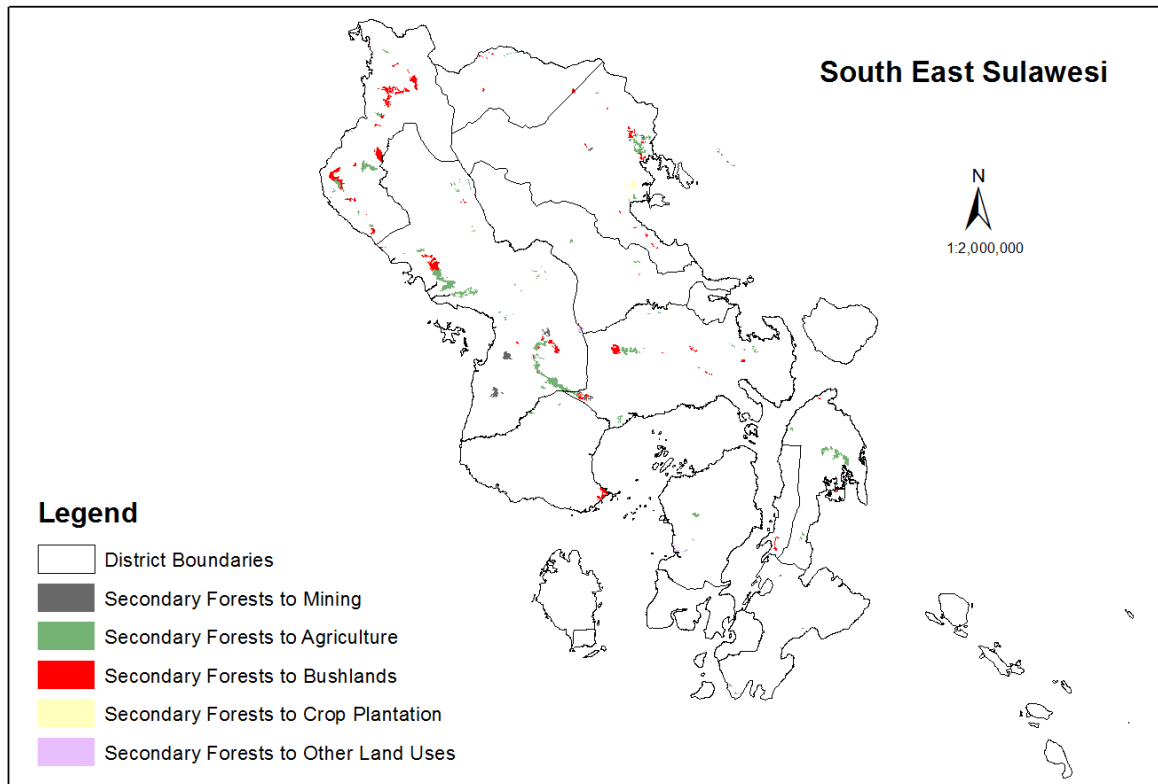 South East Sulawesi
N
1:2,000,000
Legend
District Boundaries
Secondary Forests to Mining
Secondary Forests to Agriculture
Secondary Forests to Bushlands
Secondary Forests to Crop Plantation
Secondary Forests to Other Land Uses